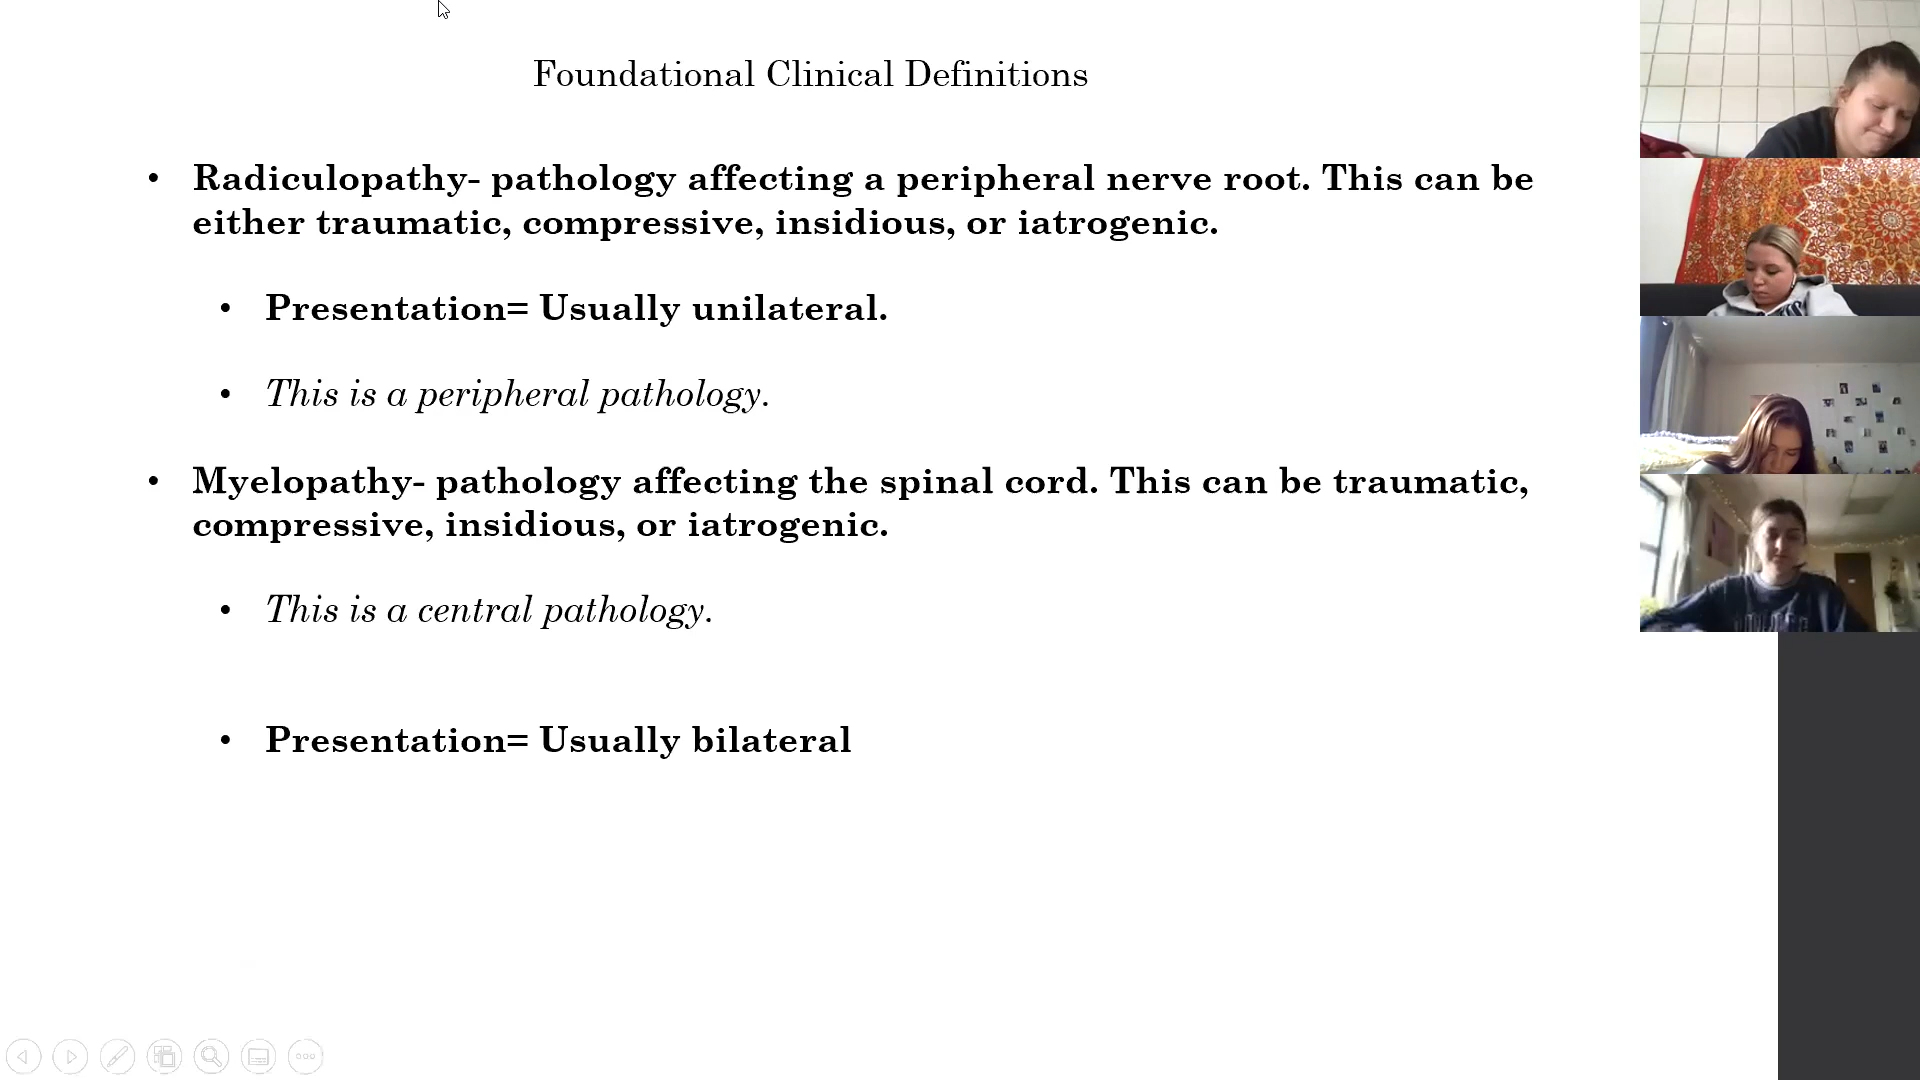 Foundational Clinical Definitions
• Radiculopathy- pathology affecting a peripheral nerve root. This can be
either traumatic, compressive, insidious, or iatrogenic.
• Presentation= Usually unilateral.
• This is a peripheral pathology.
• Myelopathy- pathology affecting the spinal cord. This can be traumatic,
compressive, insidious, or iatrogenic.
• This is a central pathology.
• Presentation= Usually bilateral